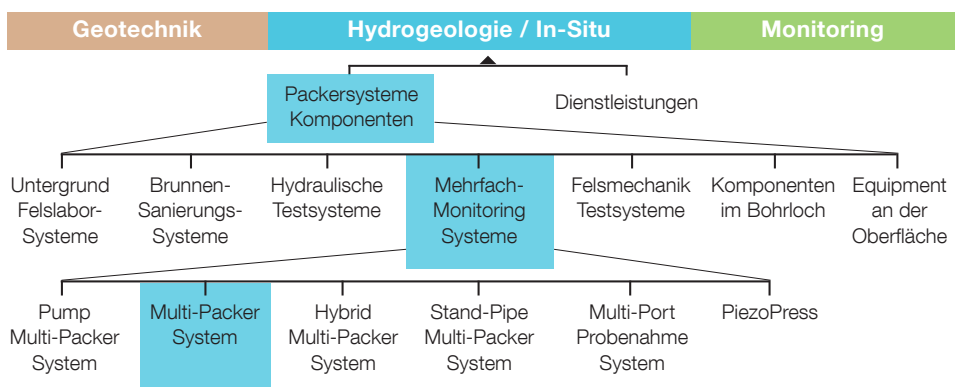 Geotechnik
Hydrogeologie / In-Situ
Monitoring
Packersysteme
Komponenten
Dienstleistungen
Untergrund
Felslabor-
Systeme
Brunnen-
Sanierungs-
Systeme
Hydraulische
Testsysteme
Mehrfach-
Monitoring
Systeme
Felsmechanik
Testsysteme
Komponenten
im Bohrloch
Equipment
an der
Oberfläche
Pump
Multi-Packer
System
Multi-Packer
System
Hybrid
Multi-Packer
System
Stand-Pipe
Multi-Packer
System
Multi-Port
Probenahme
System
PiezoPress